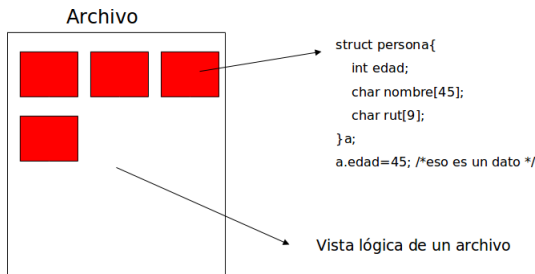 Archivo
struct persona{
int edad;
char nombre[45];
char rut[9];
}a;
a.edad=45; /*eso es un dato */
Vista lógica de un archivo